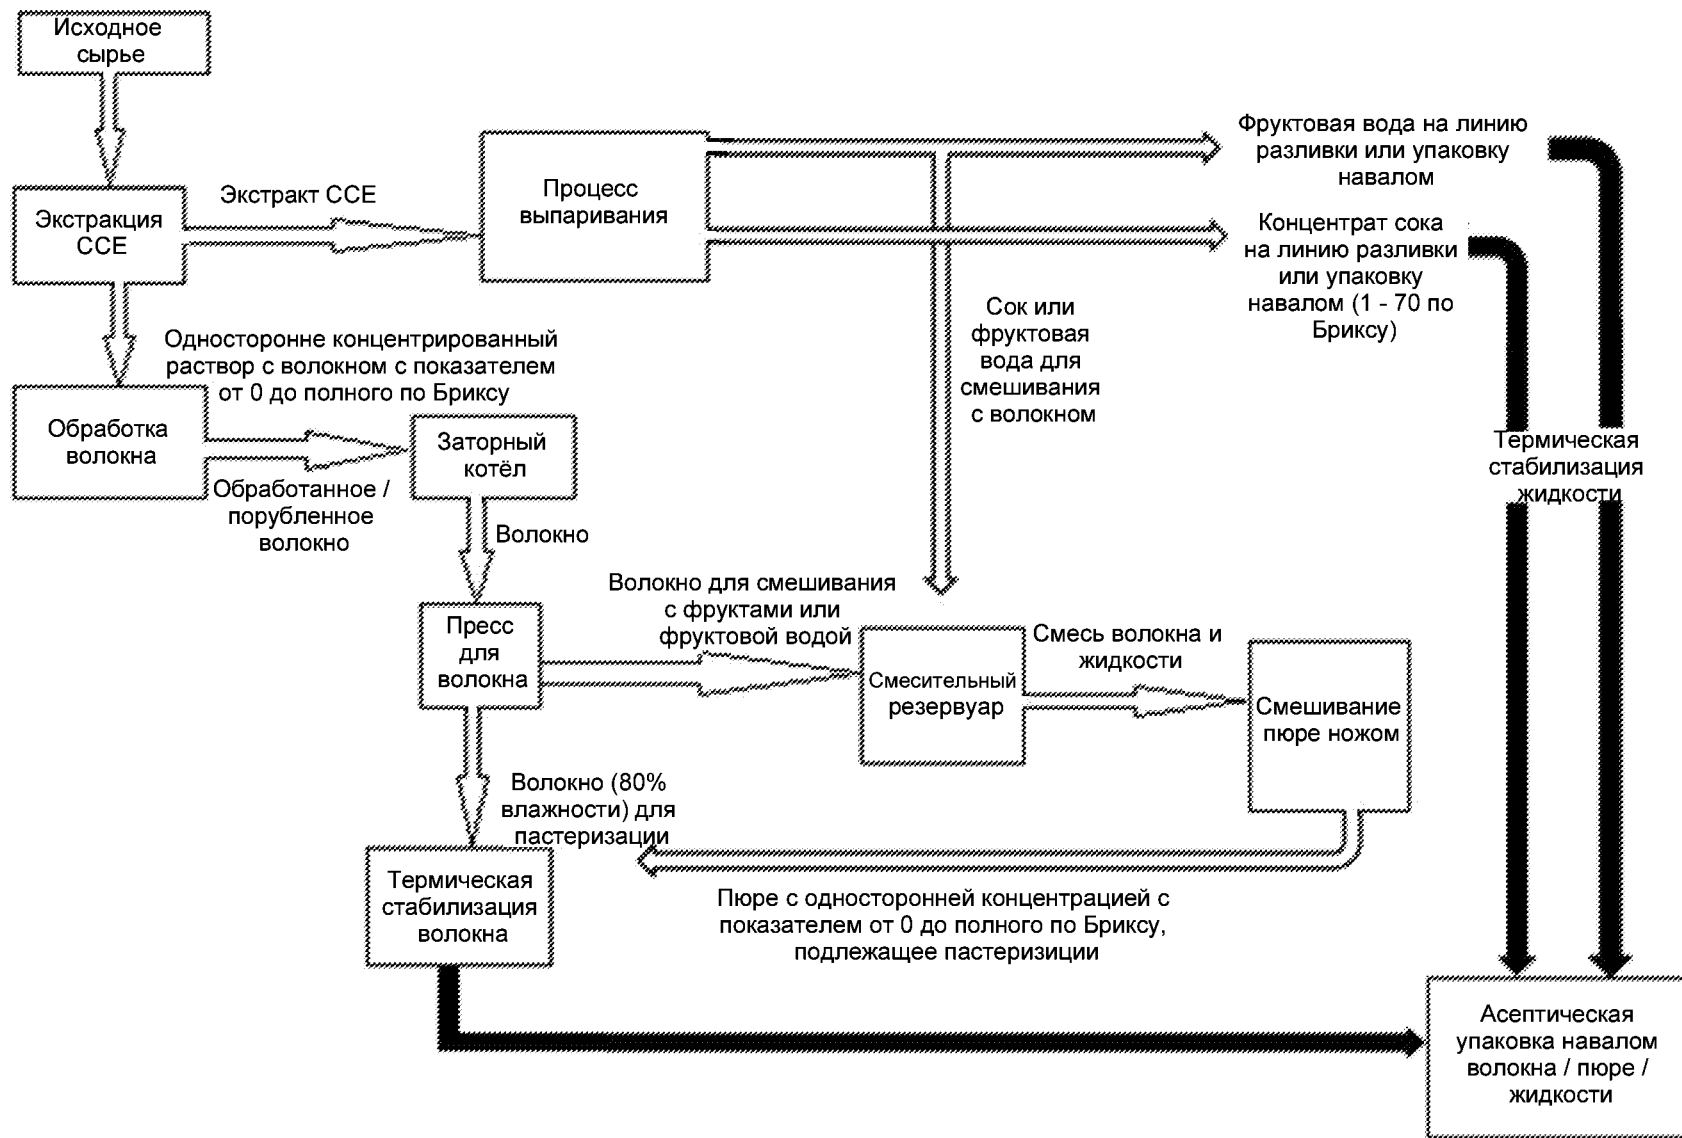 Исходное
сырье
Экстракция
CCE
Экстракт CCE
Процесс
выпаривания
Фруктовая вода на линию
разливки или упаковку
навалом
Концентрат сока
на линию разливки
или упаковку
навалом (1 - 70 по
Бриксу)
Сок или
фруктовая
вода для
смешивания
с волокном
Односторонне концентрированный
раствор с волокном с показателем
от 0 до полного по Бриксу
Обработка
волокна
Обработанное /
порубленное
волокно
Заторный
котёл
Волокно
Термическая
стабилизация
жидкости
Пресс
для
волокна
Волокно для смешивания
с фруктами или
фруктовой водой
Смесительный
резервуар
Смесь волокна и
жидкости
Смешивание
пюре ножом
Волокно (80%
влажности) для
пастеризации
Термическая
стабилизация
волокна
Пюре с односторонней концентрацией с
показателем от 0 до полного по Бриксу,
подлежащее пастеризиции
Асептическая
упаковка навалом
волокна / пюре /
жидкости